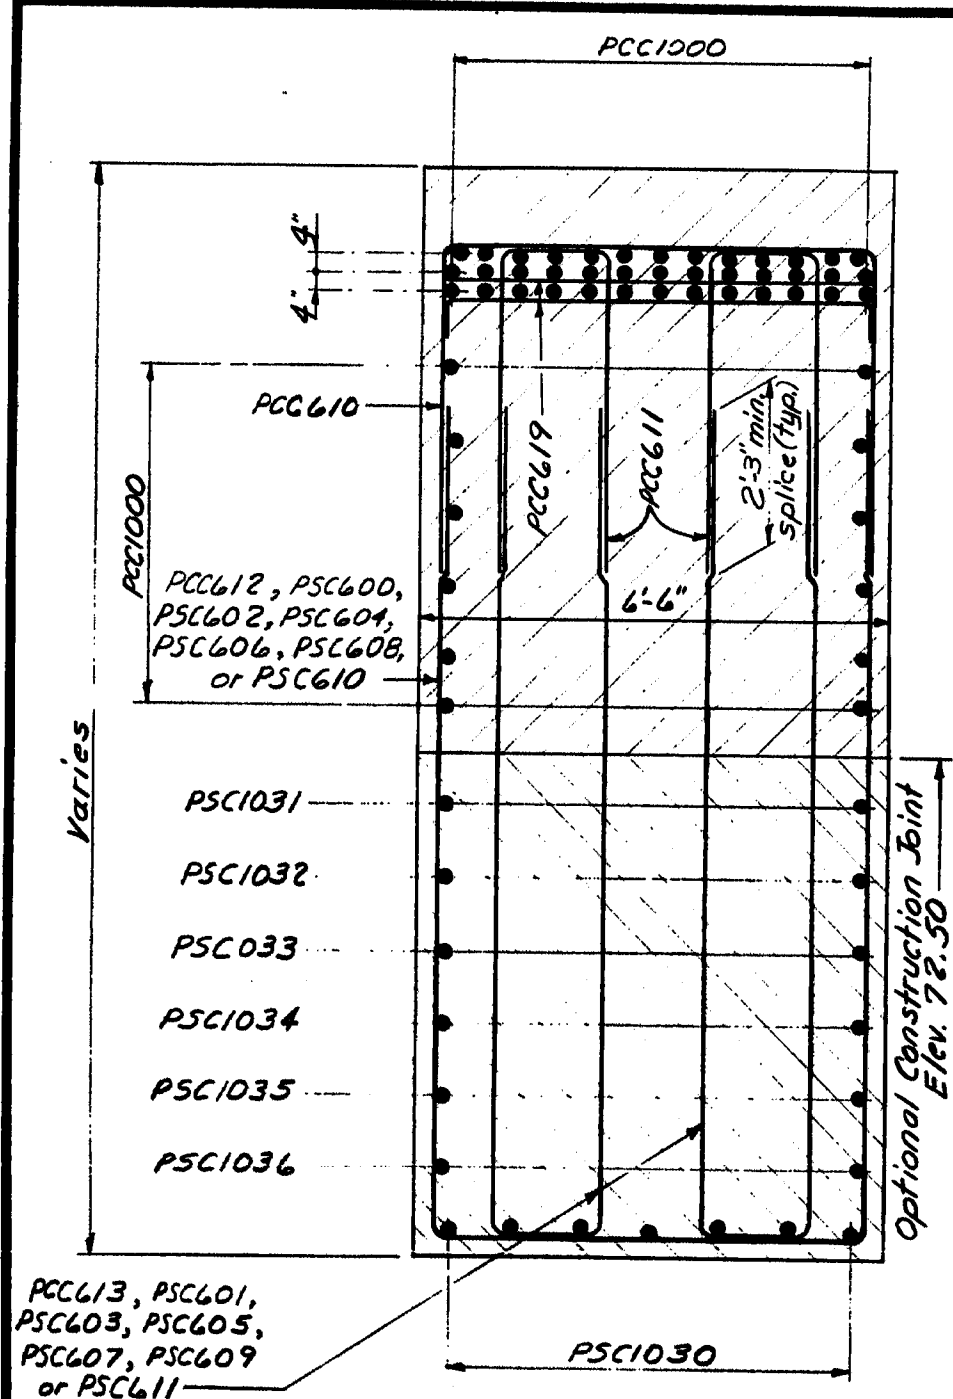 PCC1000
4"
4"
PCC610
PCC619
PCC611
2'-3" min.
splice (typ.)
PCC1000
PCC612, PSC600,
PSC602, PSC604,
PSC606, PSC608,
or PSC610
6'-6"
Varies
PSC1031
PSC1032
PSC033
PSC1034
PSC1035
PSC1036
Optional Construction Joint
Elev. 72.50
PCC613, PSC601,
PSC603, PSC605,
PSC607, PSC609
or PSC611
PSC1030